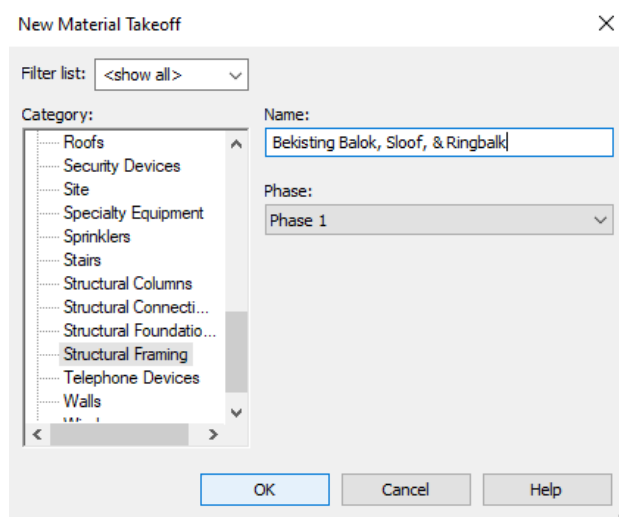 New Material Takeoff
Filter list: <show all>
Category:
Roofs
Security Devices
Site
Specialty Equipment
Sprinklers
Stairs
Structural Columns
Structural Connecti...
Structural Foundatio...
Structural Framing
Telephone Devices
Walls
Name:
Bekisting Balok, Sloof, & Ringbalk
Phase:
Phase 1
OK Cancel Help